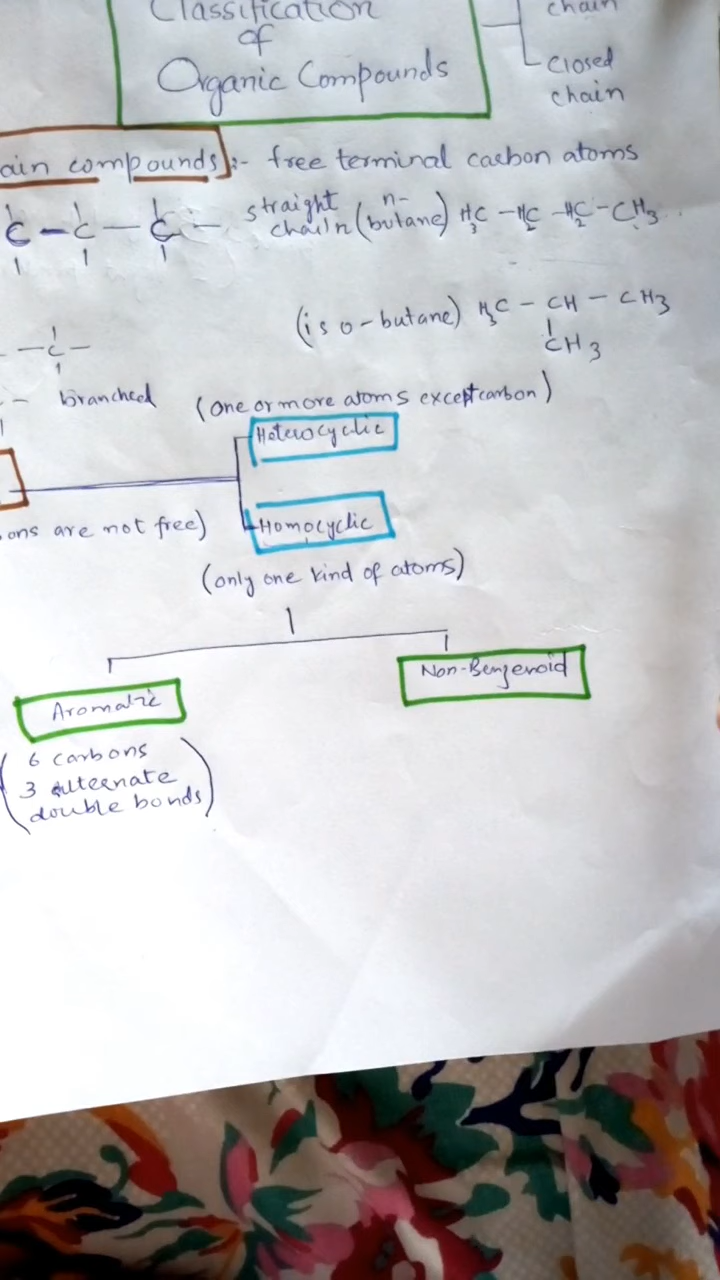 Classification
of
Organic Compounds
chain
closed
chain
ain compounds :- free terminal carbon atoms
C - C - C - straight chain (n-butane) H3C - H2C - H2C - CH3
(iso-butane) H3C - CH - CH3
CH3
- C -
- branched (one or more atoms except carbon)
Heterocyclic
ons are not free)
Homocyclic
(only one kind of atoms)
Aromatic
Non-Benzenoid
(6 carbons
3 alternate
double bonds)